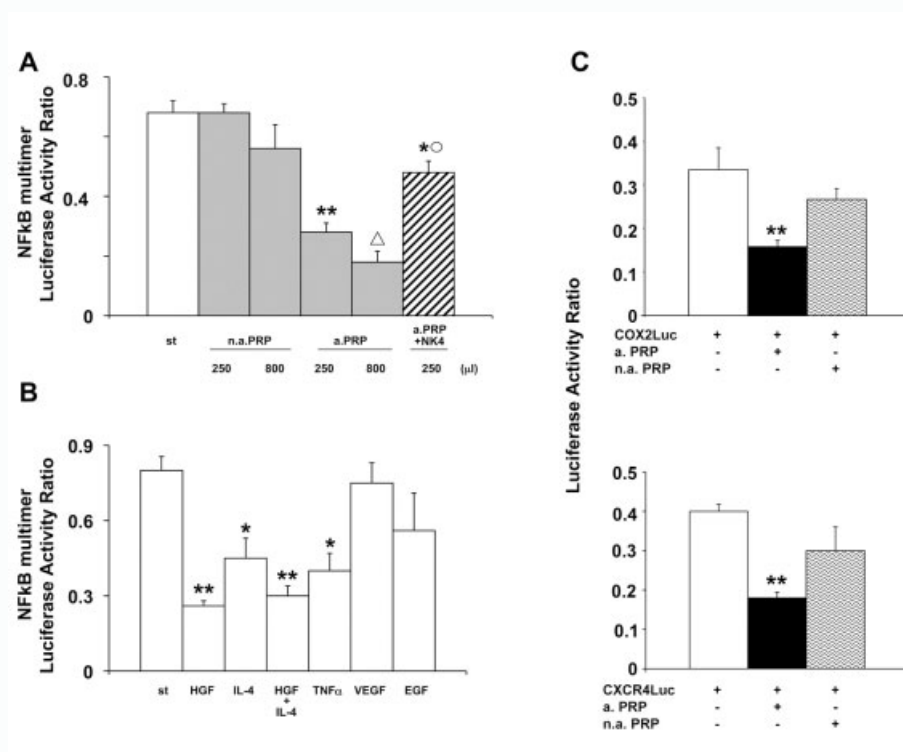 A
NFkB multimer
Luciferase Activity Ratio
0.8
0.4
0
**
△
*○
st
n.a.PRP
a.PRP
a.PRP
+NK4
250 800 250 800 250 (µl)
B
NFkB multimer
Luciferase Activity Ratio
0.9
0.6
0.3
0
**
*
**
*
st HGF IL-4 HGF TNFα VEGF EGF
+
IL-4
C
Luciferase Activity Ratio
0.5
0.4
0.3
0.2
0.1
0
**
COX2Luc + + +
a. PRP - + -
n.a. PRP - - +
0.5
0.4
0.3
0.2
0.1
0
**
CXCR4Luc + + +
a. PRP - + -
n.a. PRP - - +